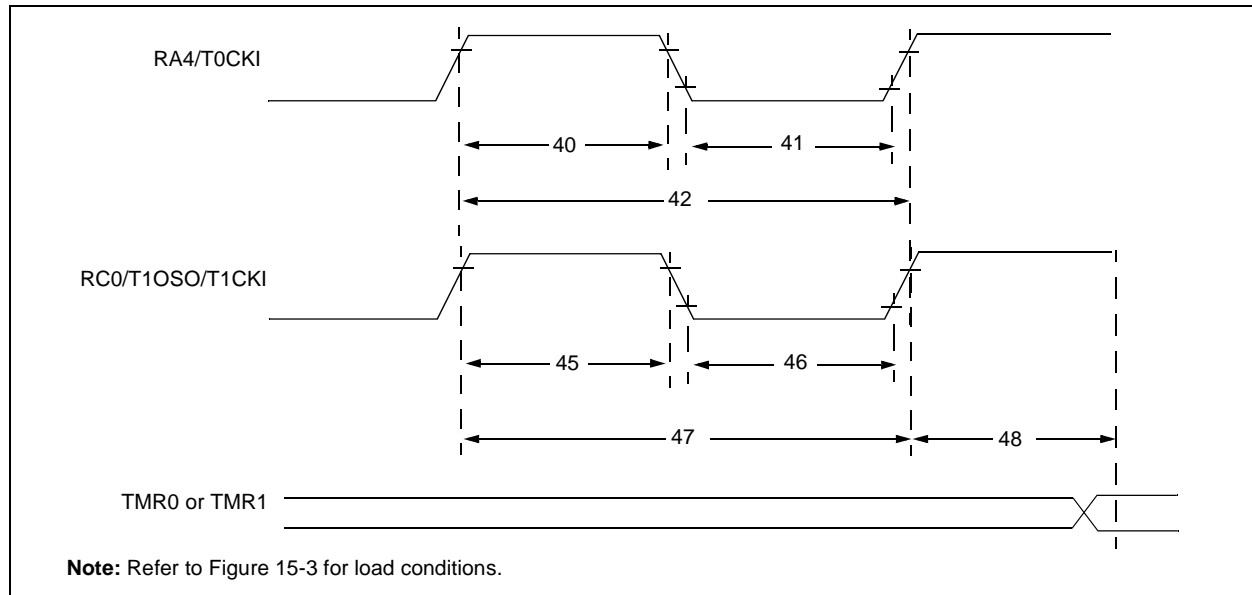 RA4/T0CKI
40
41
42
RC0/T1OSO/T1CKI
45
46
47
48
TMR0 or TMR1
Note: Refer to Figure 15-3 for load conditions.